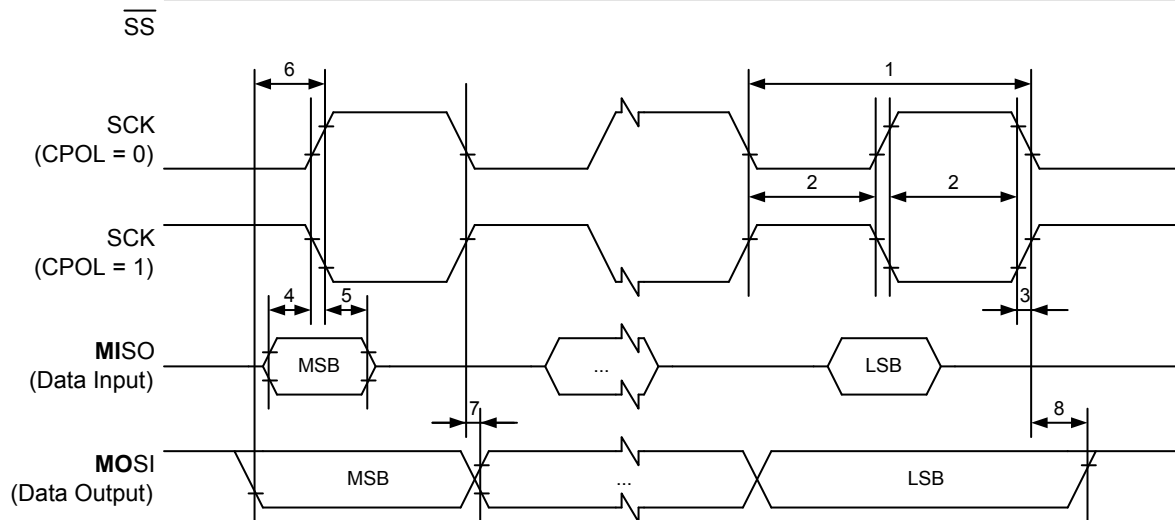 SS
6
1
SCK
(CPOL = 0)
2
2
SCK
(CPOL = 1)
4
5
3
MISO
(Data Input)
MSB
...
LSB
7
8
MOSI
(Data Output)
MSB
...
LSB